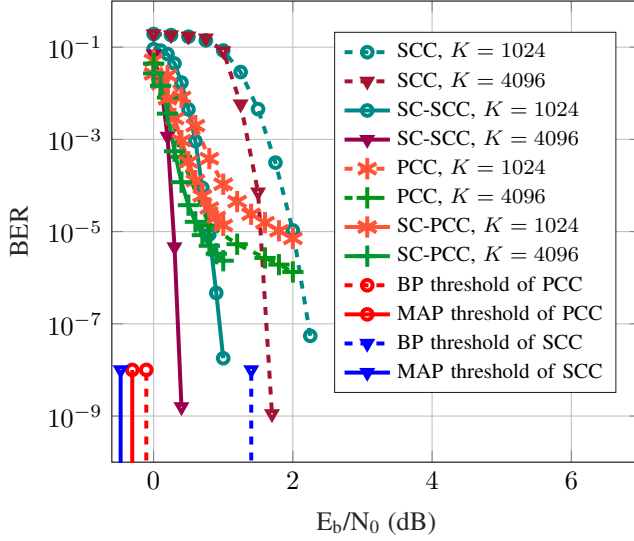 10−1
10−3
10−5
10−7
10−9
BER
0
2
4
6
Eb/N0 (dB)
SCC, K = 1024
SCC, K = 4096
SC-SCC, K = 1024
SC-SCC, K = 4096
PCC, K = 1024
PCC, K = 4096
SC-PCC, K = 1024
SC-PCC, K = 4096
BP threshold of PCC
MAP threshold of PCC
BP threshold of SCC
MAP threshold of SCC